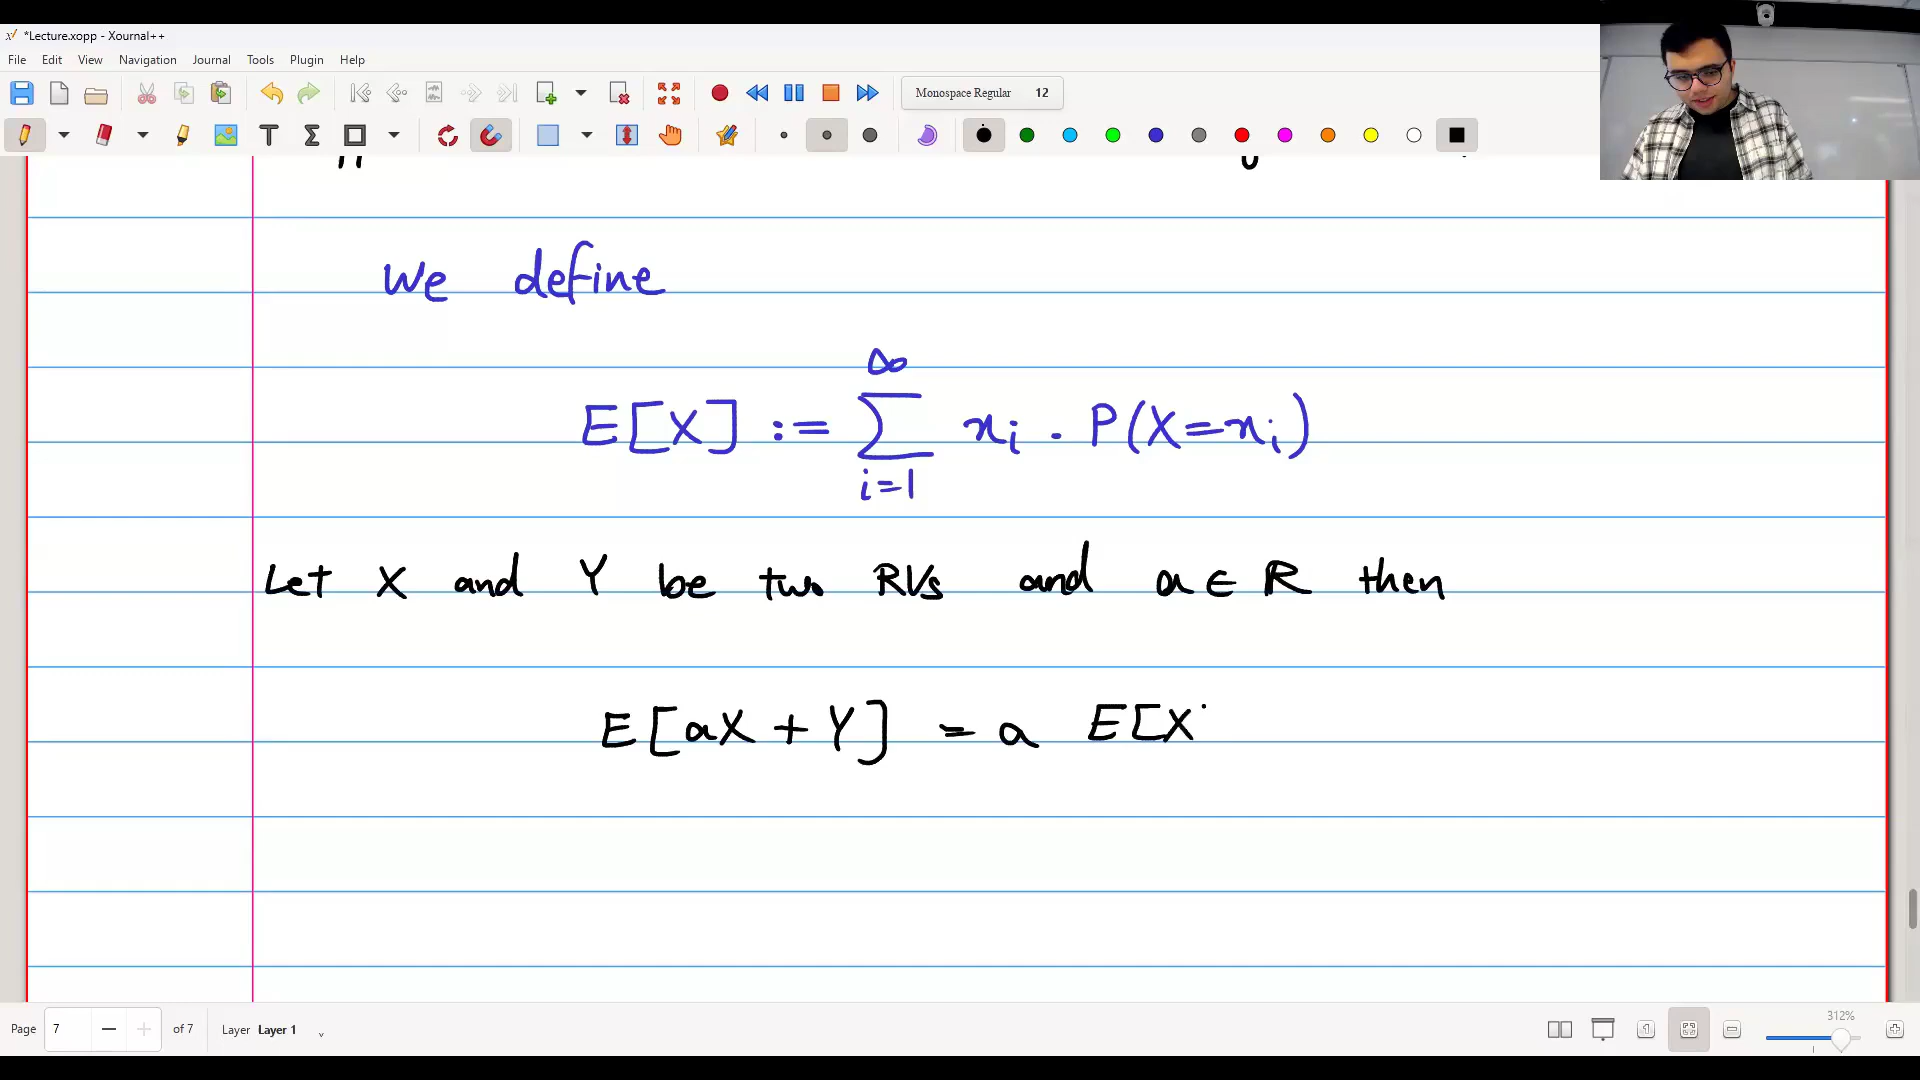 *Lecture.xopp - Xournal++
File Edit View Navigation Journal Tools Plugin Help
Monospace Regular 12
We define
E[X] := ∑_{i=1}^{∞} x_i . P(X=x_i)
Let X and Y be two RVs and a ∈ R then
E[aX + Y] = a E[X
Page 7 of 7 Layer Layer 1 312%